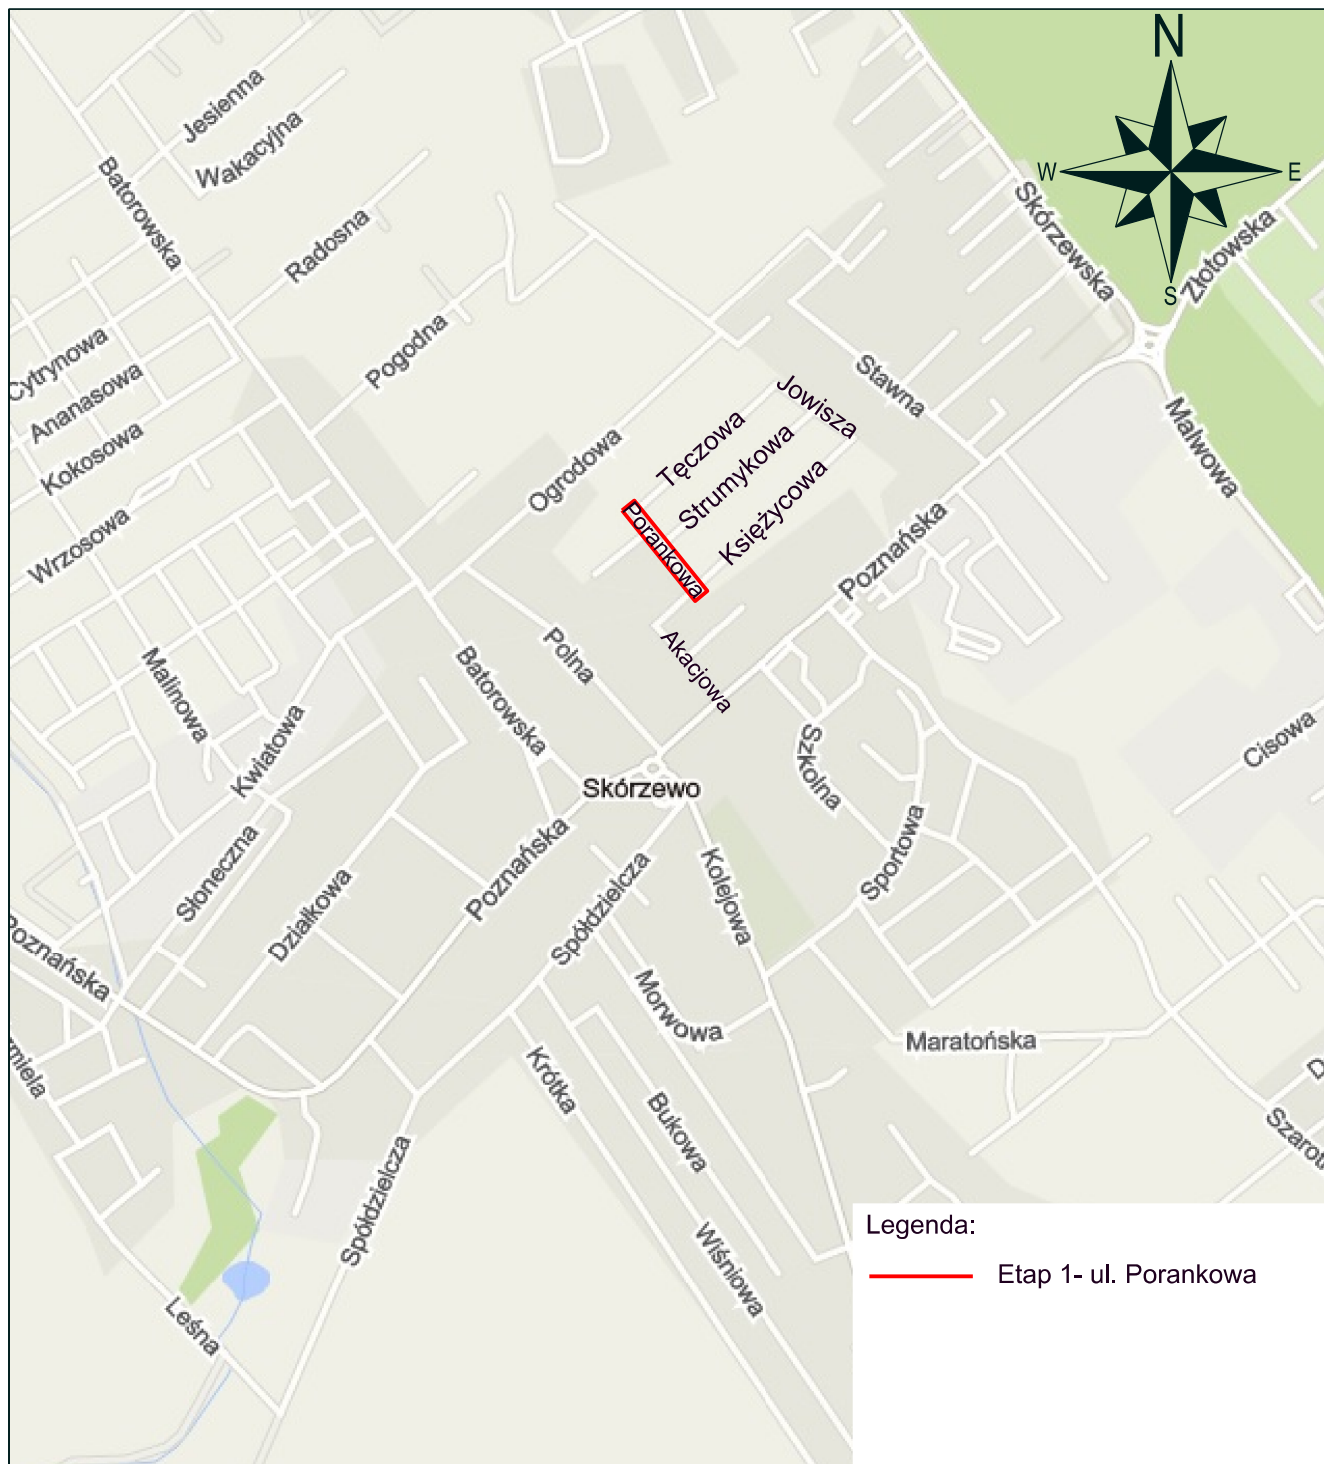 N
W
E
S
Jesienna
Wakacyjna
Batorowska
Radosna
Skórzewska
Złotowska
Pogodna
Cytrynowa
Ananasowa
Kokosowa
Wrzosowa
Stawna
Jowisza
Malwowa
Tęczowa
Strumykowa
Księżycowa
Ogrodowa
Porankowa
Poznańska
Polna
Akacjowa
Batorowska
Malinowa
Kwiatowa
Szkolna
Cisowa
Skórzewo
Słoneczna
Działkowa
Poznańska
Spółdzielcza
Kolejowa
Sportowa
Poznańska
Morwowa
Maratońska
zmiela
Krótka
Bukowa
Szarot
Spółdzielcza
Wiśniowa
Leśna
Legenda:
Etap 1- ul. Porankowa